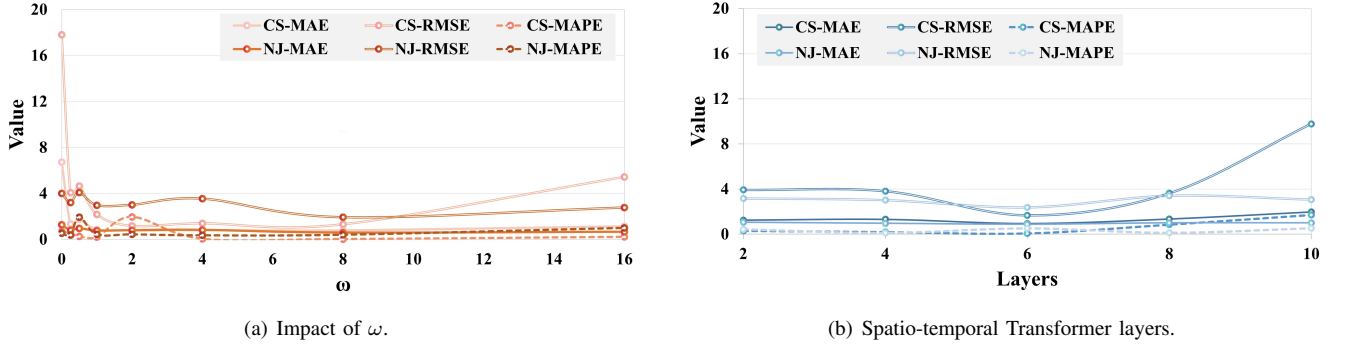 20
16
12
8
4
0
Value
CS-MAE CS-RMSE CS-MAPE
NJ-MAE NJ-RMSE NJ-MAPE
0 2 4 6 8 10 12 14 16
ω
(a) Impact of ω.
20
16
12
8
4
0
Value
CS-MAE CS-RMSE CS-MAPE
NJ-MAE NJ-RMSE NJ-MAPE
2 4 6 8 10
Layers
(b) Spatio-temporal Transformer layers.